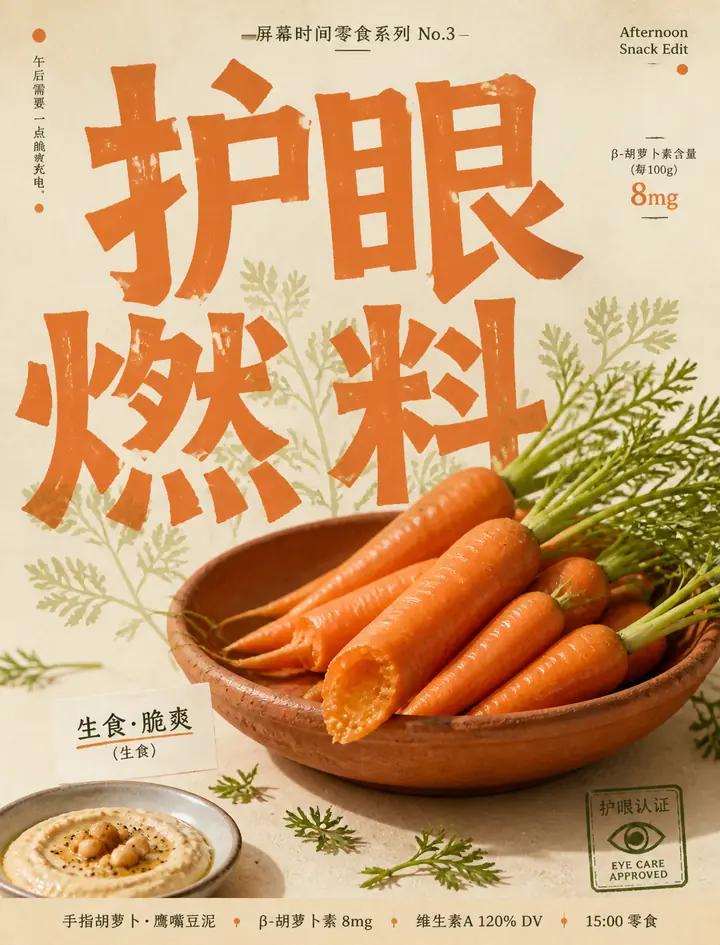 屏幕时间零食系列 No.3
Afternoon
Snack Edit
午后需要一点脆爽充电。
护眼
燃料
β-胡萝卜素含量
(每100g)
8mg
生食·脆爽
(生食)
护眼认证
EYE CARE
APPROVED
手指胡萝卜·鹰嘴豆泥 • β-胡萝卜素 8mg • 维生素A 120% DV • 15:00 零食